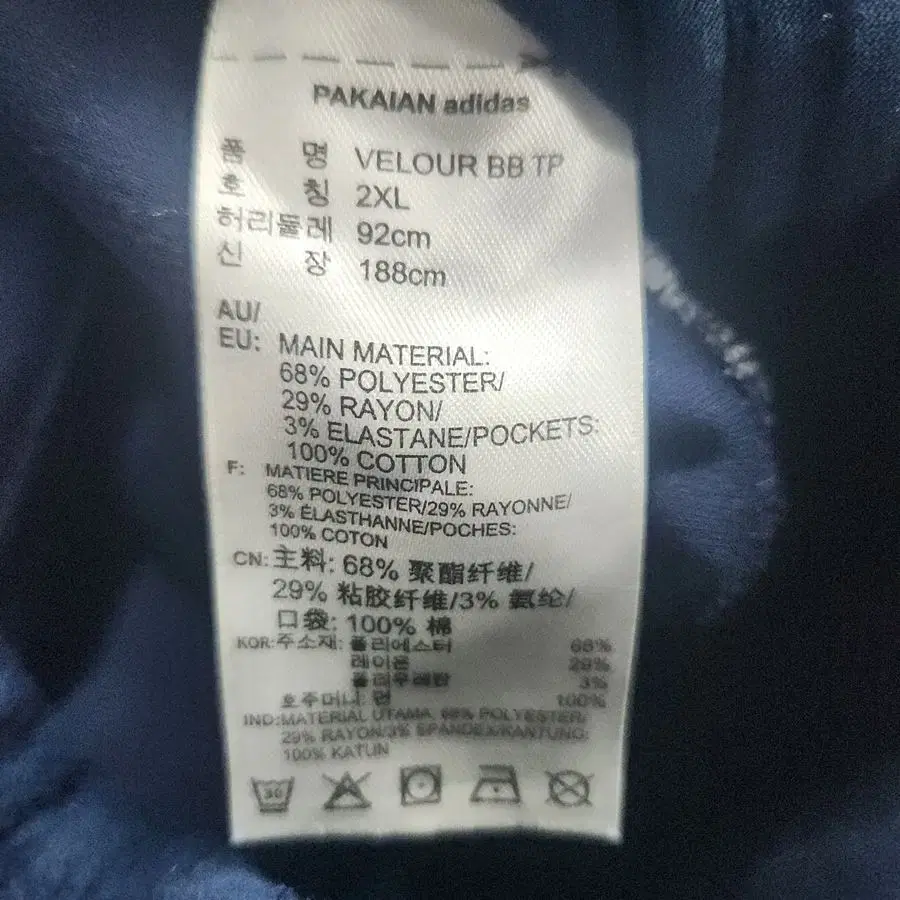 PAKAIAN adidas
품 명 VELOUR BB TP
호 칭 2XL
허리둘레 92cm
신 장 188cm
AU/
EU: MAIN MATERIAL:
68% POLYESTER/
29% RAYON/
3% ELASTANE/POCKETS:
100% COTTON
F: MATIERE PRINCIPALE:
68% POLYESTER/29% RAYONNE/
3% ÉLASTHANNE/POCHES:
100% COTON
CN: 主料: 68% 聚酯纤维/
29% 粘胶纤维/3% 氨纶/
口袋: 100% 棉
KOR: 주소재: 폴리에스터 68%
레이온 29%
폴리우레탄 3%
호주머니: 면 100%
IND: MATERIAL UTAMA: 68% POLYESTER/
29% RAYON/3% SPANDEX/KANTUNG:
100% KATUN
30